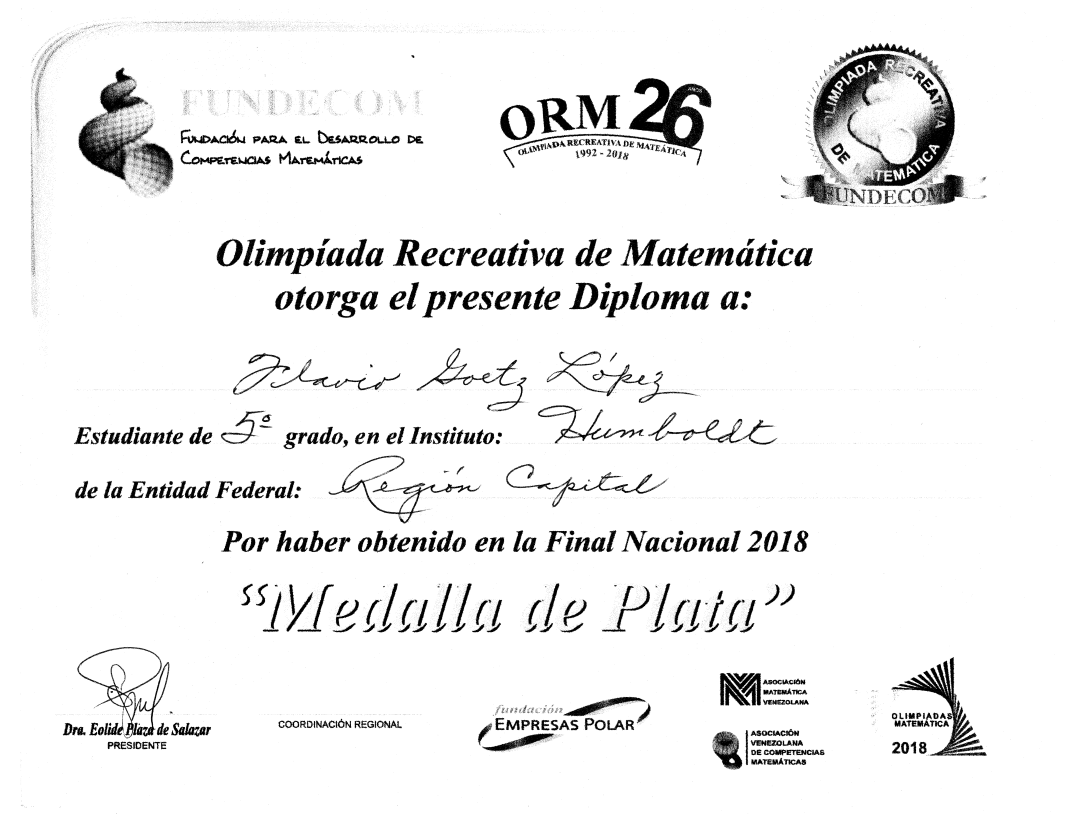 FUNDECOM
FUNDACIÓN PARA EL DESARROLLO DE
COMPETENCIAS MATEMÁTICAS
ORM 26 AÑOS
OLIMPIADA RECREATIVA DE MATEÁTICA
1992 - 2018
OLIMPIADA RECREATIVA
DE MATEMÁTICA
FUNDECOM
Olimpíada Recreativa de Matemática
otorga el presente Diploma a:
Flavio Goetz López
Estudiante de 5º grado, en el Instituto: Humboldt
de la Entidad Federal: Región Capital
Por haber obtenido en la Final Nacional 2018
“Medalla de Plata”
Dra. Eolide Plaza de Salazar
PRESIDENTE
COORDINACIÓN REGIONAL
fundación
EMPRESAS POLAR
ASOCIACIÓN
MATEMÁTICA
VENEZOLANA
ASOCIACIÓN
VENEZOLANA
DE COMPETENCIAS
MATEMÁTICAS
OLIMPIADAS
MATEMÁTICA
2018